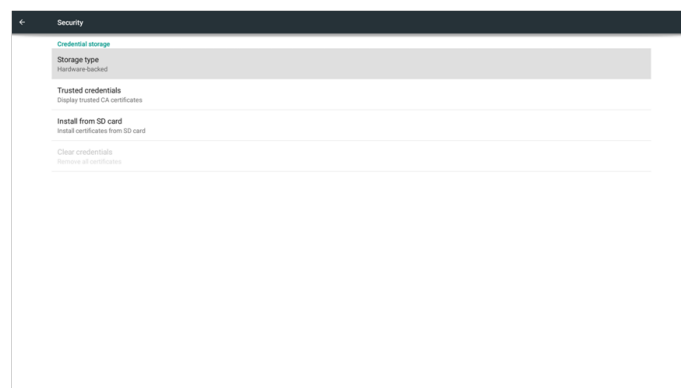 Security
Credential storage
Storage type
Hardware-backed
Trusted credentials
Display trusted CA certificates
Install from SD card
Install certificates from SD card
Clear credentials
Remove all certificates